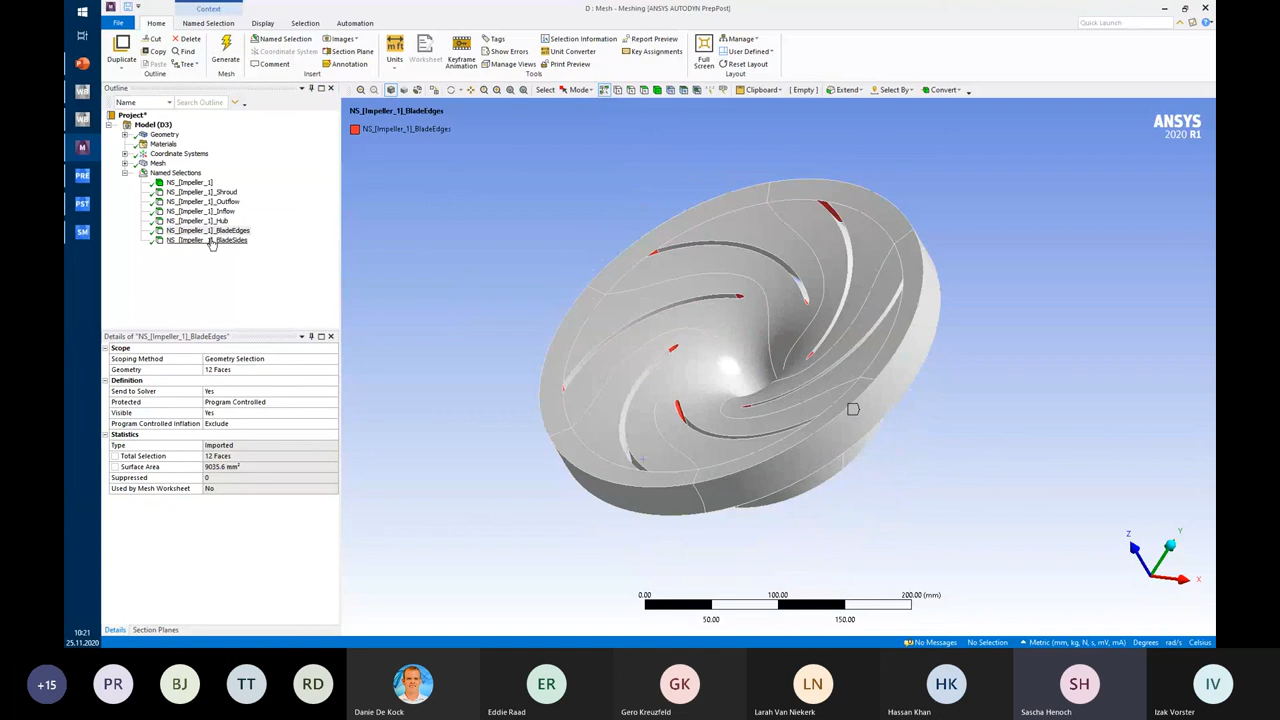 Context
D : Mesh - Meshing [ANSYS AUTODYN PrepPost]
File
Home
Named Selection
Display
Selection
Automation
Quick Launch
Duplicate
Cut
Delete
Copy
Find
Paste
Tree
Outline
Generate
Mesh
Named Selection
Coordinate System
Comment
Images
Section Plane
Annotation
Insert
Units
Worksheet
Keyframe Animation
Tags
Show Errors
Manage Views
Selection Information
Unit Converter
Print Preview
Report Preview
Key Assignments
Tools
Full Screen
Manage
User Defined
Reset Layout
Layout
Outline
Select
Mode
Clipboard
[ Empty ]
Extend
Select By
Convert
Name
Search Outline
Project*
Model (D3)
Geometry
Materials
Coordinate Systems
Mesh
Named Selections
NS_[Impeller_1]
NS_[Impeller_1]_Shroud
NS_[Impeller_1]_Outflow
NS_[Impeller_1]_Inflow
NS_[Impeller_1]_Hub
NS_[Impeller_1]_BladeEdges
NS_[Impeller_1]_BladeSides
NS_[Impeller_1]_BladeEdges
NS_[Impeller_1]_BladeEdges
ANSYS
2020 R1
Details of "NS_[Impeller_1]_BladeEdges"
Scope
Scoping Method Geometry Selection
Geometry 12 Faces
Definition
Send to Solver Yes
Protected Program Controlled
Visible Yes
Program Controlled Inflation Exclude
Statistics
Type Imported
Total Selection 12 Faces
Surface Area 9035.6 mm²
Suppressed 0
Used by Mesh Worksheet No
Z
Y
X
0.00 100.00 200.00 (mm)
50.00 150.00
Details
Section Planes
No Messages
No Selection
Metric (mm, kg, N, s, mV, mA)
Degrees
rad/s
Celsius
PRE
PST
SM
10:21
25.11.2020
+15
PR
BJ
TT
RD
Danie De Kock
ER
Eddie Raad
GK
Gero Kreuzfeld
LN
Larah Van Niekerk
HK
Hassan Khan
SH
Sascha Henoch
IV
Izak Vorster